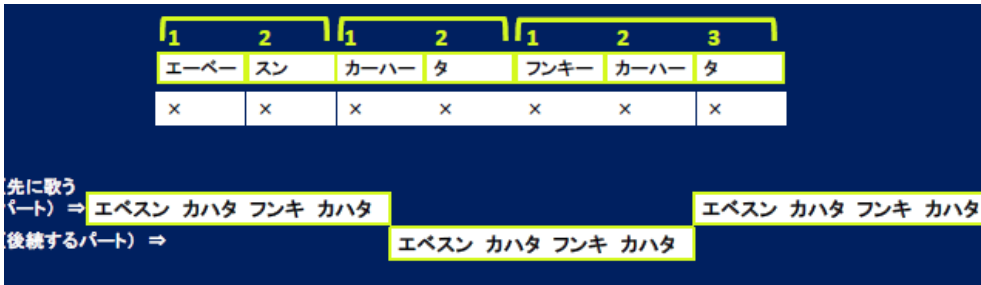 1 2 1 2 1 2 3
エーベー スン カーハー タ フンキー カーハー タ
× × × × × × ×
先に歌う
パート) ⇒ エベスン カハタ フンキ カハタ エベスン カハタ フンキ カハタ
後続するパート) ⇒
エベスン カハタ フンキ カハタ